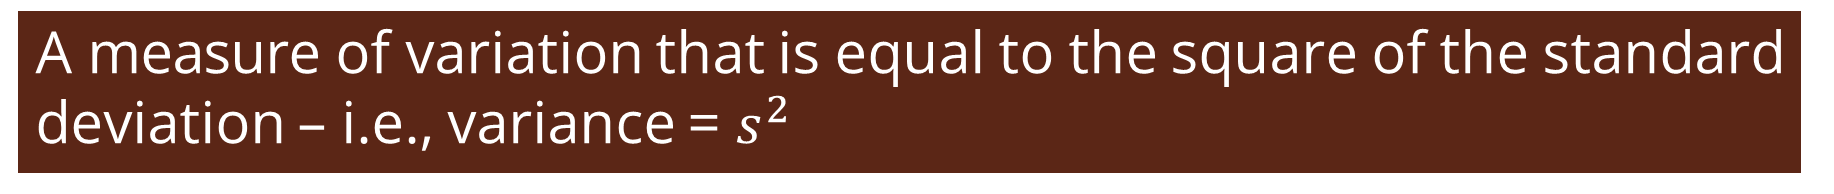 A measure of variation that is equal to the square of the standard
deviation – i.e., variance = 𝑠²